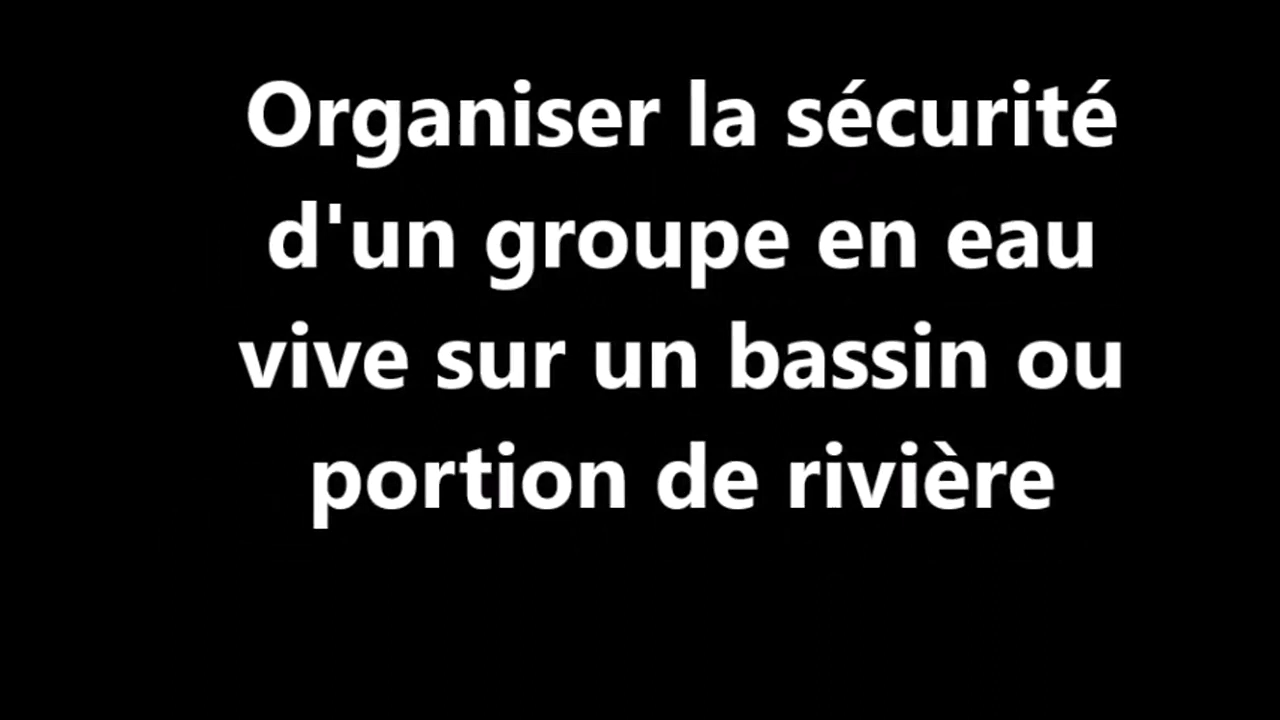 Organiser la sécurité
d'un groupe en eau
vive sur un bassin ou
portion de rivière